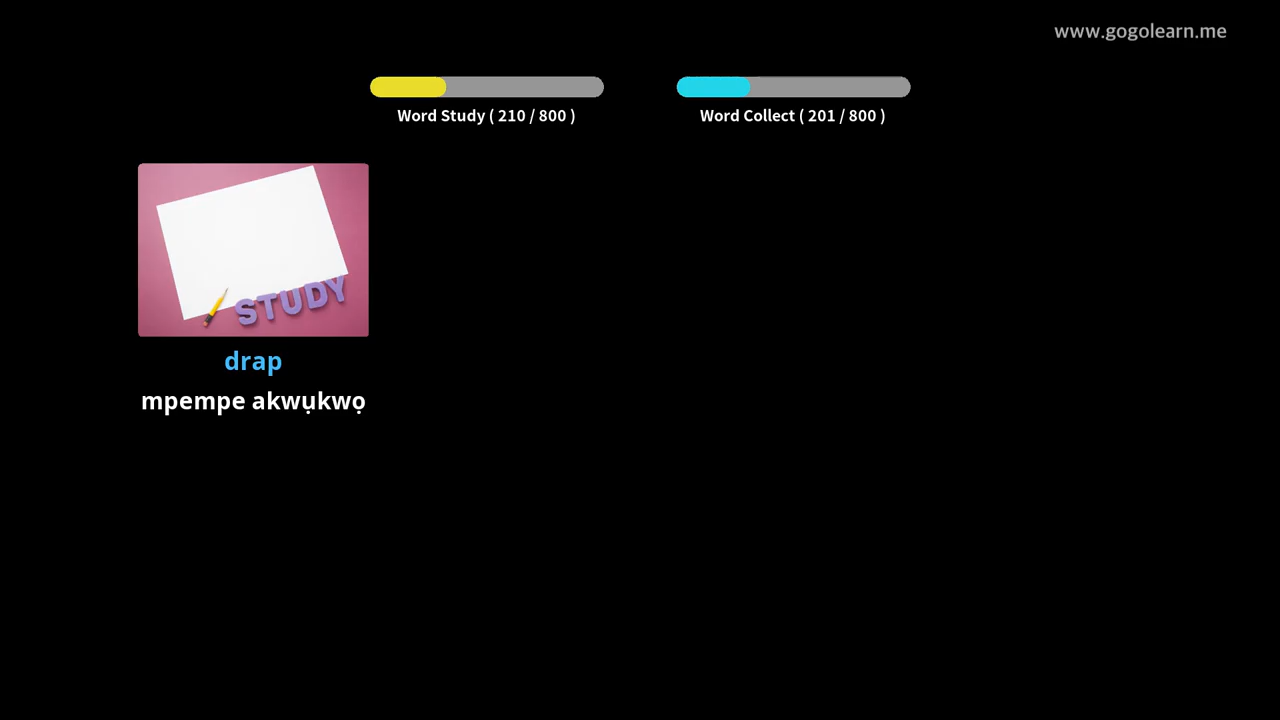 www.gogolearn.me
Word Study ( 210 / 800 )
Word Collect ( 201 / 800 )
STUDY
drap
mpempe akwụkwọ